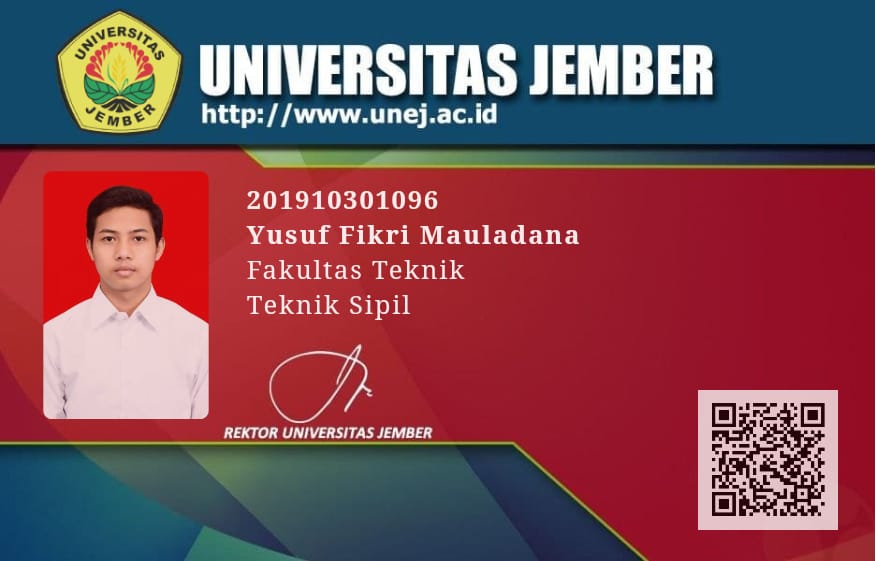 UNIVERSITAS
JEMBER
UNIVERSITAS JEMBER
http://www.unej.ac.id
201910301096
Yusuf Fikri Mauladana
Fakultas Teknik
Teknik Sipil
REKTOR UNIVERSITAS JEMBER